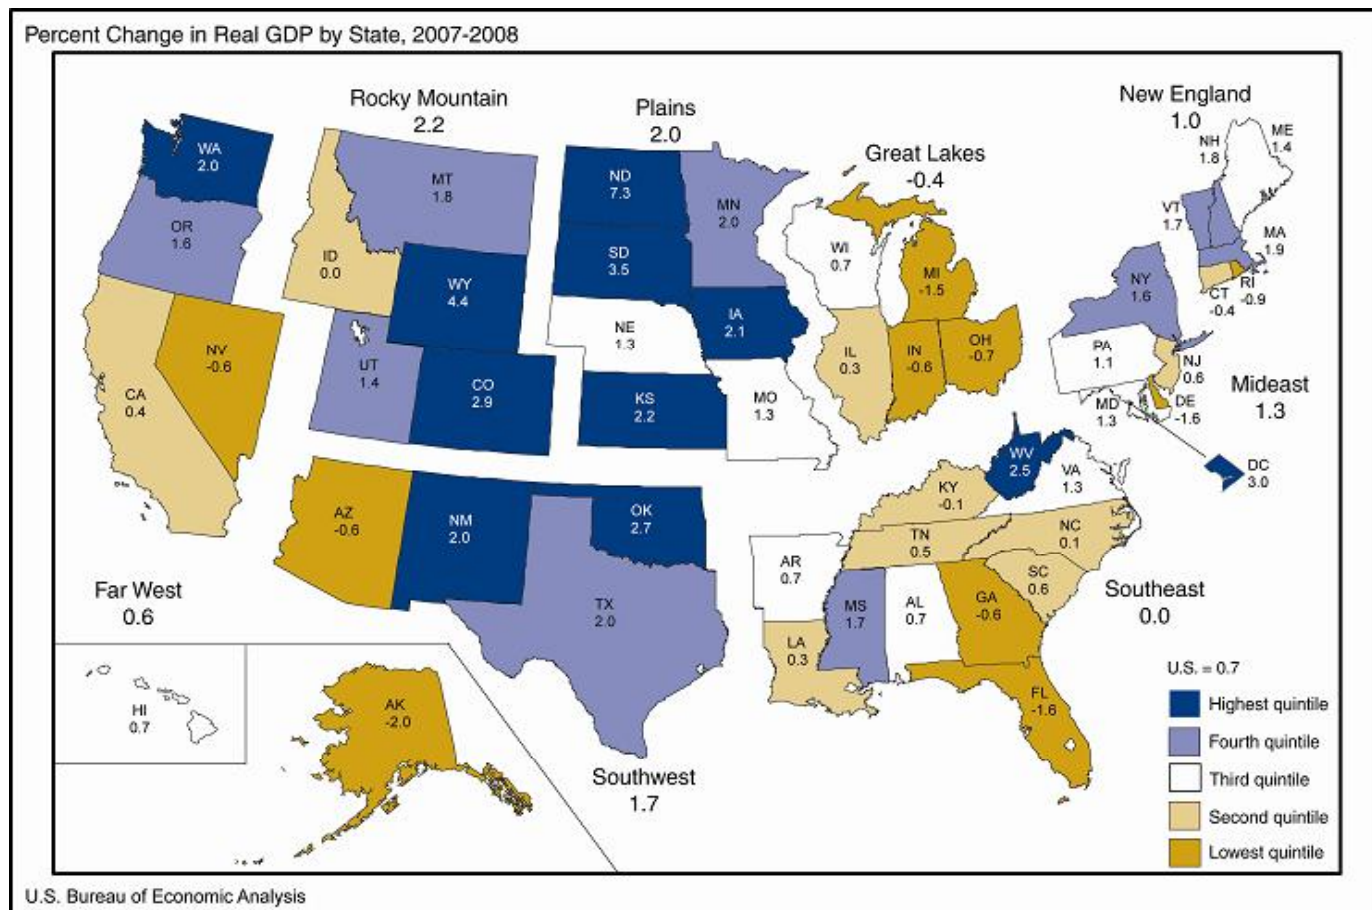 Percent Change in Real GDP by State, 2007-2008
Rocky Mountain
2.2
Plains
2.0
Great Lakes
-0.4
New England
1.0
WA
2.0
OR
1.6
ID
0.0
MT
1.8
WY
4.4
ND
7.3
SD
3.5
MN
2.0
WI
0.7
MI
-1.5
NH
1.8
ME
1.4
VT
1.7
MA
1.9
RI
-0.9
CT
-0.4
NY
1.6
CA
0.4
NV
-0.6
UT
1.4
CO
2.9
NE
1.3
IA
2.1
KS
2.2
MO
1.3
IL
0.3
IN
-0.6
OH
-0.7
PA
1.1
NJ
0.6
MD
1.3
DE
-1.6
Mideast
1.3
DC
3.0
AZ
-0.6
NM
2.0
OK
2.7
TX
2.0
AR
0.7
LA
0.3
KY
-0.1
TN
0.5
WV
2.5
VA
1.3
NC
0.1
SC
0.6
MS
1.7
AL
0.7
GA
-0.6
FL
-1.6
Southeast
0.0
Far West
0.6
HI
0.7
AK
-2.0
Southwest
1.7
U.S. = 0.7
Highest quintile
Fourth quintile
Third quintile
Second quintile
Lowest quintile
U.S. Bureau of Economic Analysis